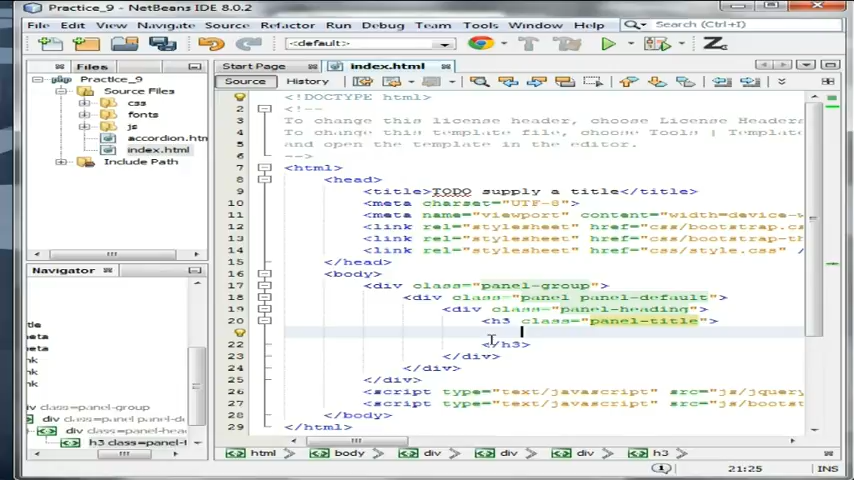 Practice_9 - NetBeans IDE 8.0.2
File Edit View Navigate Source Refactor Run Debug Team Tools Window Help Search (Ctrl+I)
<default>
Files
Practice_9
Source Files
css
fonts
js
accordion.htm
index.html
Include Path
Navigator
tle
eta
eta
nk
nk
nk
div class=panel-group
div class=panel panel-de
div class=panel-hea
h3 class=panel-t
Start Page index.html
Source History
1 <!DOCTYPE html>
2 <!--
3 To change this license header, choose License Headers
4 To change this template file, choose Tools | Template
5 and open the template in the editor.
6 -->
7 <html>
8 <head>
9 <title>TODO supply a title</title>
10 <meta charset="UTF-8">
11 <meta name="viewport" content="width=device-w
12 <link rel="stylesheet" href="css/bootstrap.c
13 <link rel="stylesheet" href="css/bootstrap-th
14 <link rel="stylesheet" href="css/style.css" /
15 </head>
16 <body>
17 <div class="panel-group">
18 <div class="panel panel-default">
19 <div class="panel-heading">
20 <h3 class="panel-title">
22 </h3>
23 </div>
24 </div>
25 </div>
26 <script type="text/javascript" src="js/jquery
27 <script type="text/javascript" src="js/bootst
28 </body>
29 </html>
html body div div div h3
21:25 INS